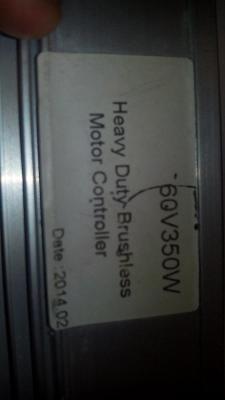 60V350W
Heavy Duty Brushless
Motor Controller
Date :2014.02